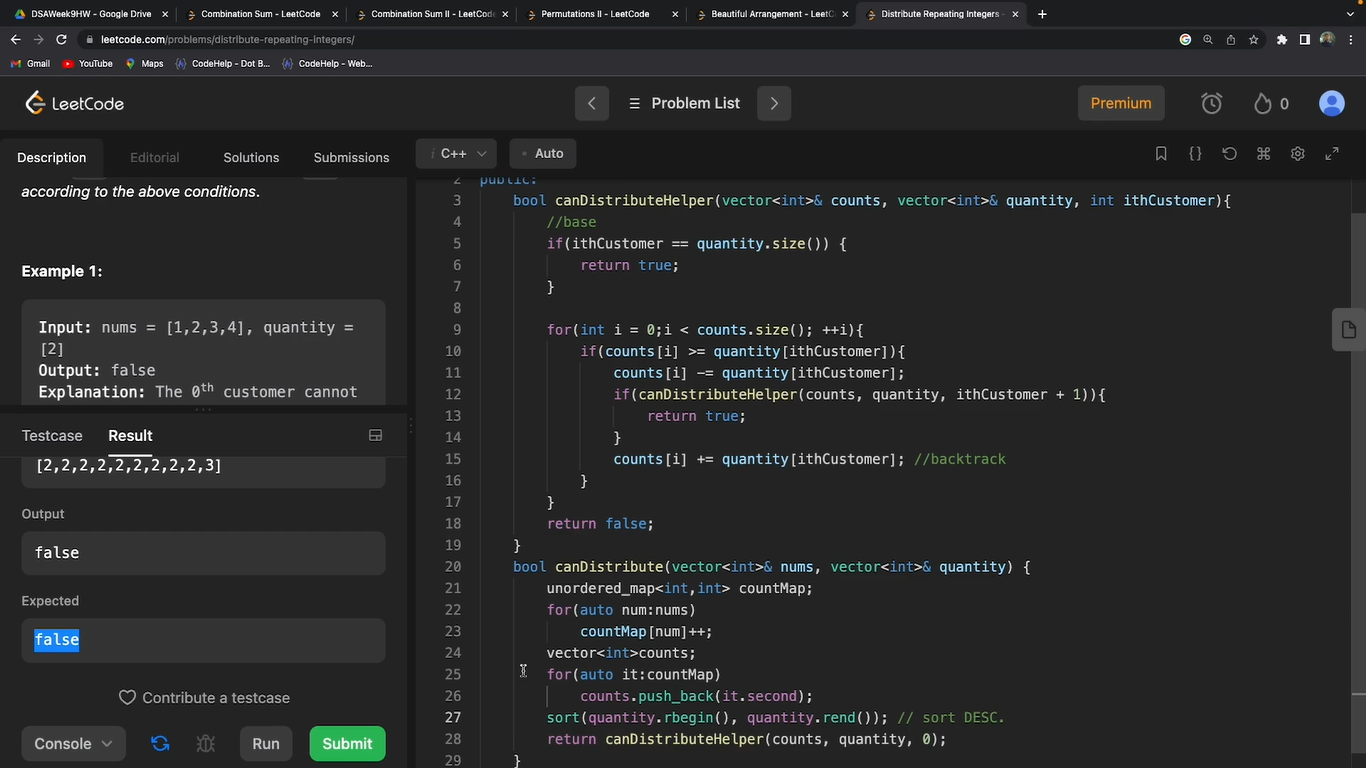 DSAWeek9HW - Google Drive
Combination Sum - LeetCode
Combination Sum II - LeetCode
Permutations II - LeetCode
Beautiful Arrangement - LeetC
Distribute Repeating Integers -
leetcode.com/problems/distribute-repeating-integers/
Gmail
YouTube
Maps
CodeHelp - Dot B...
CodeHelp - Web...
LeetCode
Problem List
Premium
0
Description
Editorial
Solutions
Submissions
i C++
Auto
according to the above conditions.
Example 1:
Input: nums = [1,2,3,4], quantity =
[2]
Output: false
Explanation: The 0th customer cannot
Testcase
Result
[2,2,2,2,2,2,2,2,2,3]
Output
false
Expected
false
Contribute a testcase
Console
Run
Submit
2 public:
3 bool canDistributeHelper(vector<int>& counts, vector<int>& quantity, int ithCustomer){
4 //base
5 if(ithCustomer == quantity.size()) {
6 return true;
7 }
8
9 for(int i = 0;i < counts.size(); ++i){
10 if(counts[i] >= quantity[ithCustomer]){
11 counts[i] -= quantity[ithCustomer];
12 if(canDistributeHelper(counts, quantity, ithCustomer + 1)){
13 return true;
14 }
15 counts[i] += quantity[ithCustomer]; //backtrack
16 }
17 }
18 return false;
19 }
20 bool canDistribute(vector<int>& nums, vector<int>& quantity) {
21 unordered_map<int,int> countMap;
22 for(auto num:nums)
23 countMap[num]++;
24 vector<int>counts;
25 for(auto it:countMap)
26 counts.push_back(it.second);
27 sort(quantity.rbegin(), quantity.rend()); // sort DESC.
28 return canDistributeHelper(counts, quantity, 0);
29 }